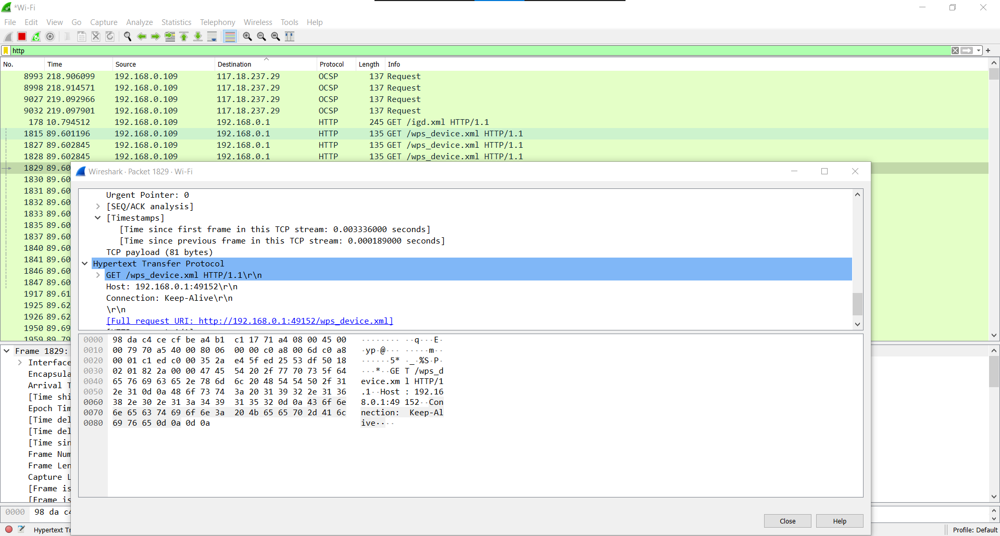 *Wi-Fi
File Edit View Go Capture Analyze Statistics Telephony Wireless Tools Help
http
No. Time Source Destination Protocol Length Info
8993 218.906099 192.168.0.109 117.18.237.29 OCSP 137 Request
8998 218.914571 192.168.0.109 117.18.237.29 OCSP 137 Request
9027 219.092966 192.168.0.109 117.18.237.29 OCSP 137 Request
9032 219.097901 192.168.0.109 117.18.237.29 OCSP 137 Request
178 10.794512 192.168.0.109 192.168.0.1 HTTP 245 GET /igd.xml HTTP/1.1
1815 89.601196 192.168.0.109 192.168.0.1 HTTP 135 GET /wps_device.xml HTTP/1.1
1827 89.602845 192.168.0.109 192.168.0.1 HTTP 135 GET /wps_device.xml HTTP/1.1
1828 89.602845 192.168.0.109 192.168.0.1 HTTP 135 GET /wps_device.xml HTTP/1.1
1829 89.60
1830 89.60
1831 89.60
1832 89.60
1833 89.60
1835 89.60
1837 89.60
1840 89.60
1841 89.60
1846 89.60
1847 89.60
1917 89.61
1925 89.62
1926 89.62
1950 89.69
1959 89.79
Wireshark · Packet 1829 · Wi-Fi
Urgent Pointer: 0
[SEQ/ACK analysis]
[Timestamps]
[Time since first frame in this TCP stream: 0.003336000 seconds]
[Time since previous frame in this TCP stream: 0.000189000 seconds]
TCP payload (81 bytes)
Hypertext Transfer Protocol
GET /wps_device.xml HTTP/1.1\r\n
Host: 192.168.0.1:49152\r\n
Connection: Keep-Alive\r\n
\r\n
[Full request URI: http://192.168.0.1:49152/wps_device.xml]
0000 98 da c4 ce cf be a4 b1 c1 17 71 a4 08 00 45 00 ········ ··q···E·
0010 00 79 70 a5 40 00 80 06 00 00 c0 a8 00 6d c0 a8 ·yp·@··· ·····m··
0020 00 01 c1 ed c0 00 35 2a e4 5f ed 25 53 df 50 18 ······5* ·_·%S·P·
0030 02 01 82 2a 00 00 47 45 54 20 2f 77 70 73 5f 64 ···*··GE T /wps_d
0040 65 76 69 63 65 2e 78 6d 6c 20 48 54 54 50 2f 31 evice.xm l HTTP/1
0050 2e 31 0d 0a 48 6f 73 74 3a 20 31 39 32 2e 31 36 .1··Host : 192.16
0060 38 2e 30 2e 31 3a 34 39 31 35 32 0d 0a 43 6f 6e 8.0.1:49 152··Con
0070 6e 65 63 74 69 6f 6e 3a 20 4b 65 65 70 2d 41 6c nection: Keep-Al
0080 69 76 65 0d 0a 0d 0a ive····
Close Help
Frame 1829:
Interface
Encapsula
Arrival T
[Time shi
Epoch Tim
[Time del
[Time del
[Time sin
Frame Num
Frame Len
Capture L
[Frame is
[Frame is
0000 98 da c4
Hypertext Tr
Profile: Default